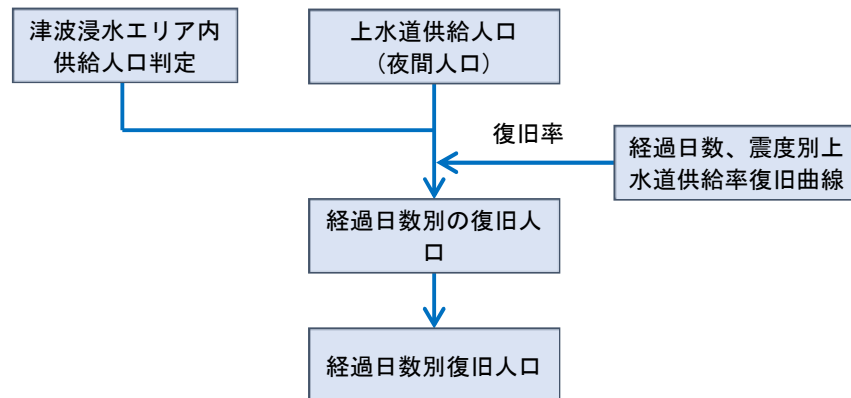 津波浸水エリア内
供給人口判定
上水道供給人口
（夜間人口）
復旧率
経過日数、震度別上
水道供給率復旧曲線
経過日数別の復旧人
口
経過日数別復旧人口